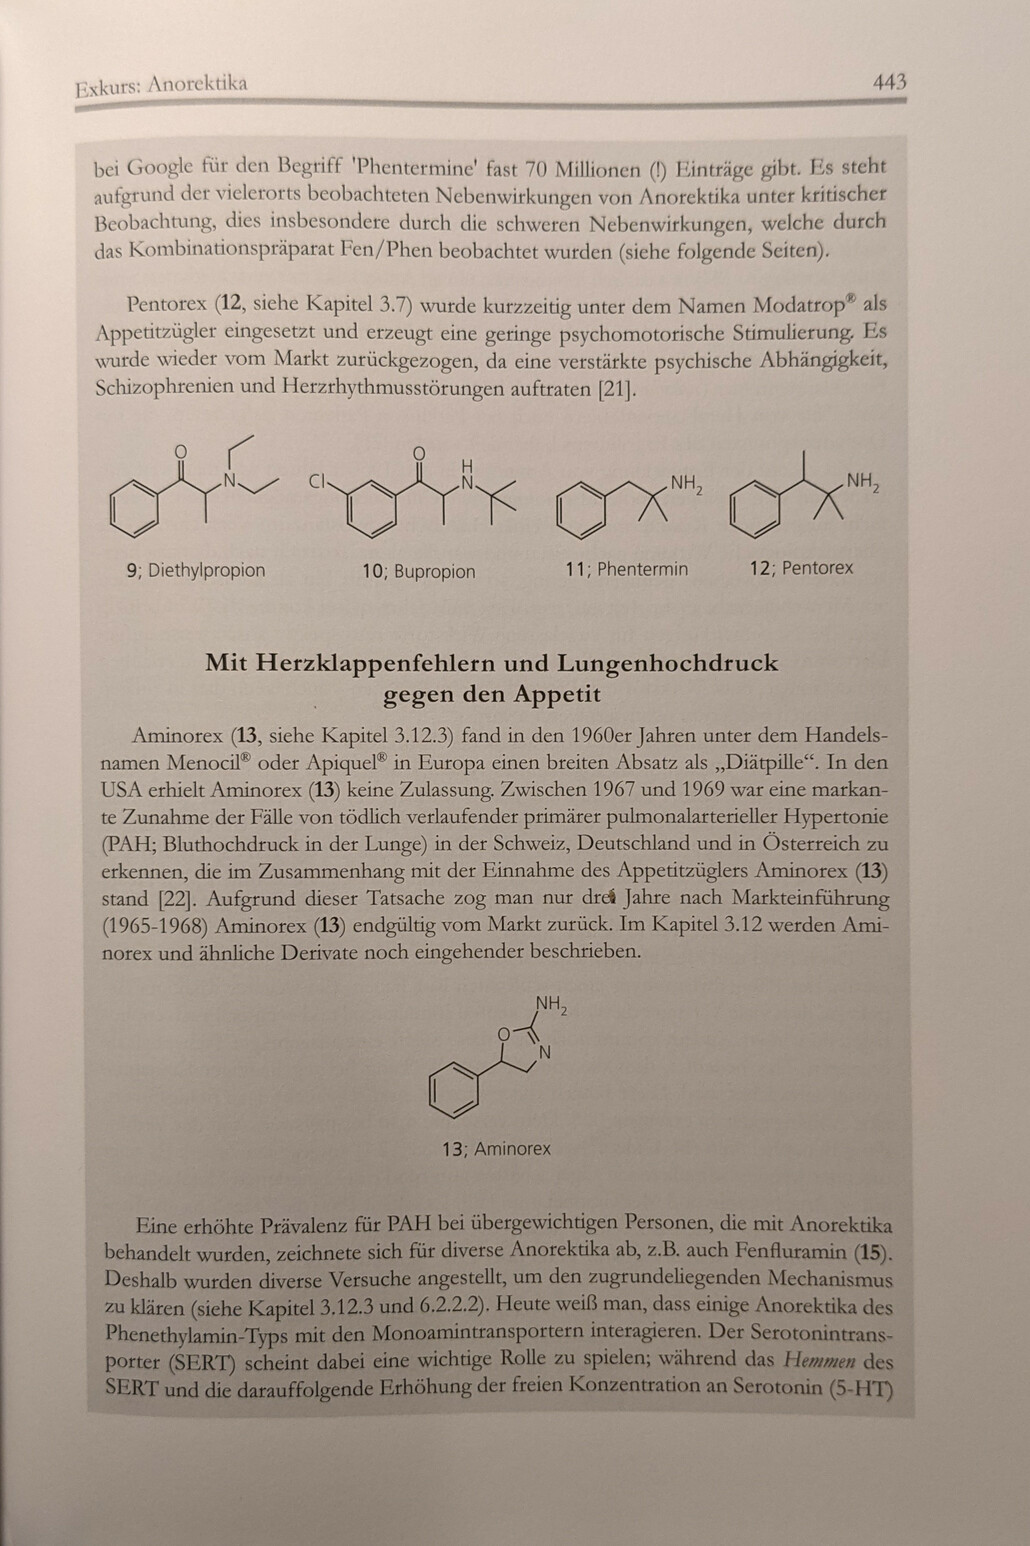 Exkurs: Anorektika 443
bei Google für den Begriff 'Phentermine' fast 70 Millionen (!) Einträge gibt. Es steht
aufgrund der vielerorts beobachteten Nebenwirkungen von Anorektika unter kritischer
Beobachtung, dies insbesondere durch die schweren Nebenwirkungen, welche durch
das Kombinationspräparat Fen/Phen beobachtet wurden (siehe folgende Seiten).
Pentorex (12, siehe Kapitel 3.7) wurde kurzzeitig unter dem Namen Modatrop® als
Appetitzügler eingesetzt und erzeugt eine geringe psychomotorische Stimulierung. Es
wurde wieder vom Markt zurückgezogen, da eine verstärkte psychische Abhängigkeit,
Schizophrenien und Herzrhythmusstörungen auftraten [21].
O N Cl O H N NH2 NH2
9; Diethylpropion 10; Bupropion 11; Phentermin 12; Pentorex
Mit Herzklappenfehlern und Lungenhochdruck
gegen den Appetit
Aminorex (13, siehe Kapitel 3.12.3) fand in den 1960er Jahren unter dem Handels-
namen Menocil® oder Apiquel® in Europa einen breiten Absatz als „Diätpille“. In den
USA erhielt Aminorex (13) keine Zulassung. Zwischen 1967 und 1969 war eine markan-
te Zunahme der Fälle von tödlich verlaufender primärer pulmonalarterieller Hypertonie
(PAH; Bluthochdruck in der Lunge) in der Schweiz, Deutschland und in Österreich zu
erkennen, die im Zusammenhang mit der Einnahme des Appetitzüglers Aminorex (13)
stand [22]. Aufgrund dieser Tatsache zog man nur drei Jahre nach Markteinführung
(1965-1968) Aminorex (13) endgültig vom Markt zurück. Im Kapitel 3.12 werden Ami-
norex und ähnliche Derivate noch eingehender beschrieben.
NH2
O
N
13; Aminorex
Eine erhöhte Prävalenz für PAH bei übergewichtigen Personen, die mit Anorektika
behandelt wurden, zeichnete sich für diverse Anorektika ab, z.B. auch Fenfluramin (15).
Deshalb wurden diverse Versuche angestellt, um den zugrundeliegenden Mechanismus
zu klären (siehe Kapitel 3.12.3 und 6.2.2.2). Heute weiß man, dass einige Anorektika des
Phenethylamin-Typs mit den Monoamintransportern interagieren. Der Serotonintrans-
porter (SERT) scheint dabei eine wichtige Rolle zu spielen; während das Hemmen des
SERT und die darauffolgende Erhöhung der freien Konzentration an Serotonin (5-HT)